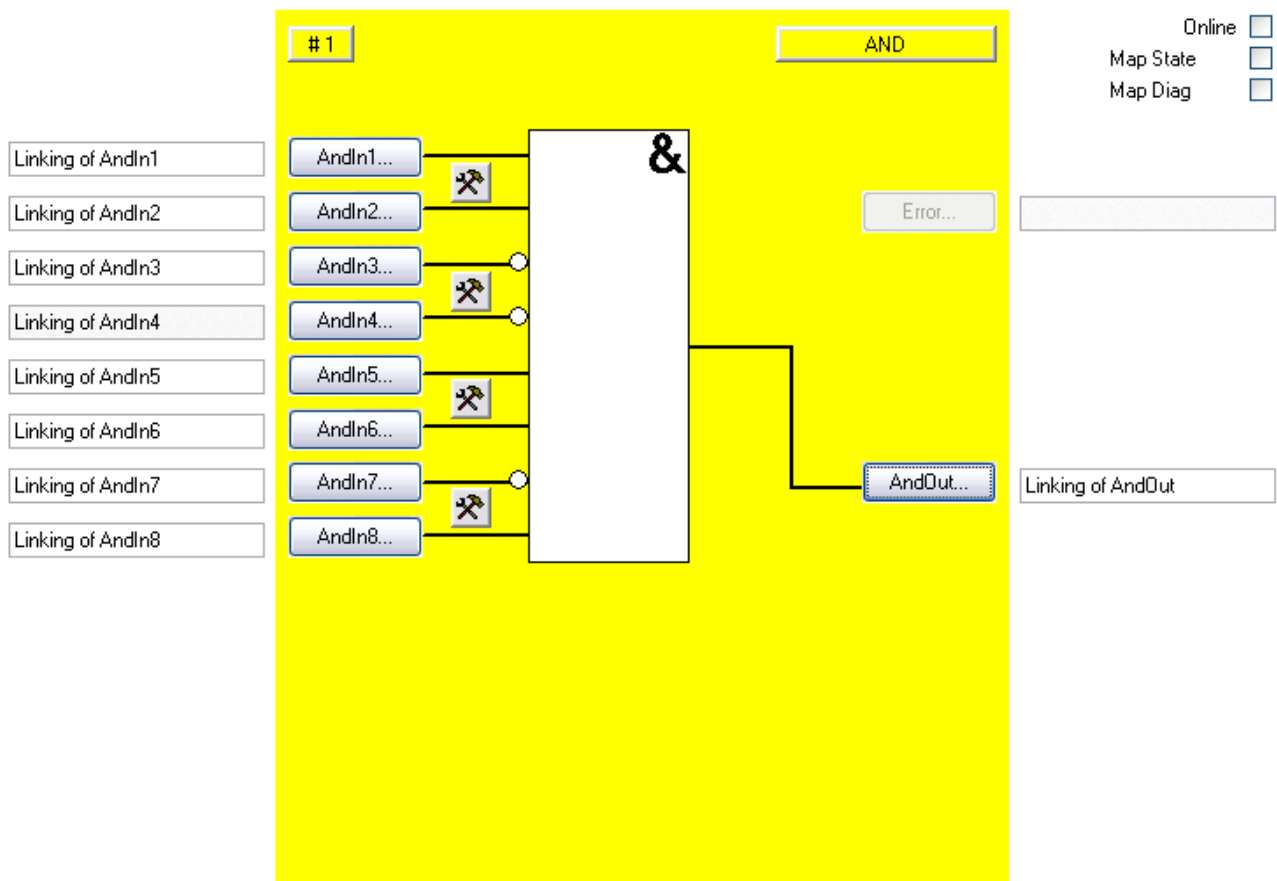 # 1
AND
Online
Map State
Map Diag
Linking of AndIn1
AndIn1...
&
Linking of AndIn2
AndIn2...
Error...
Linking of AndIn3
AndIn3...
Linking of AndIn4
AndIn4...
Linking of AndIn5
AndIn5...
Linking of AndIn6
AndIn6...
Linking of AndIn7
AndIn7...
AndOut...
Linking of AndOut
Linking of AndIn8
AndIn8...